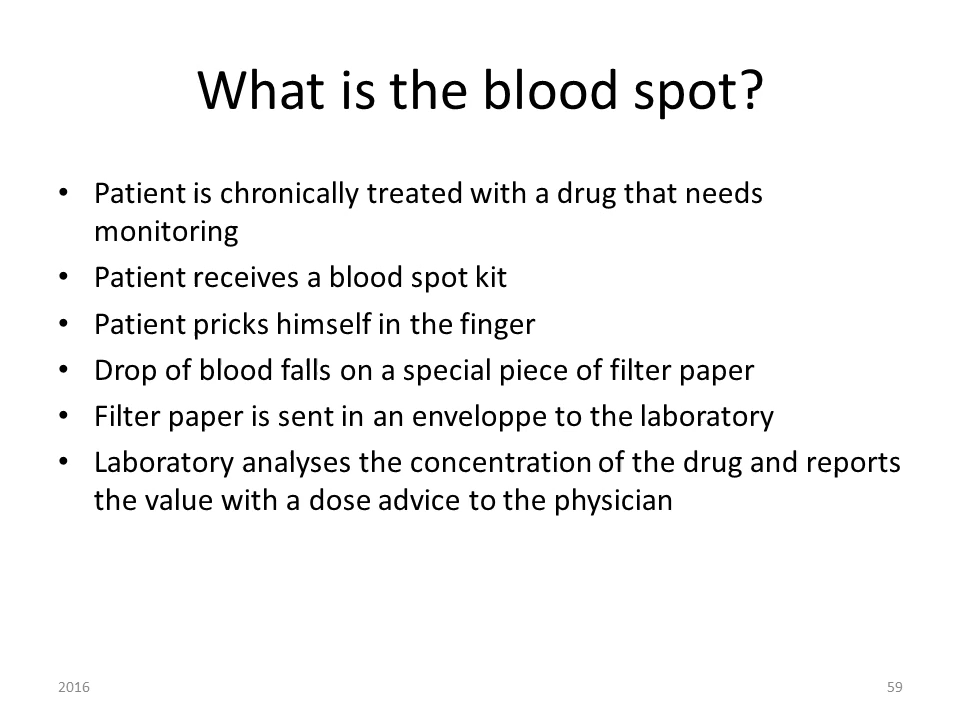 What is the blood spot?
• Patient is chronically treated with a drug that needs
monitoring
• Patient receives a blood spot kit
• Patient pricks himself in the finger
• Drop of blood falls on a special piece of filter paper
• Filter paper is sent in an enveloppe to the laboratory
• Laboratory analyses the concentration of the drug and reports
the value with a dose advice to the physician
2016
59